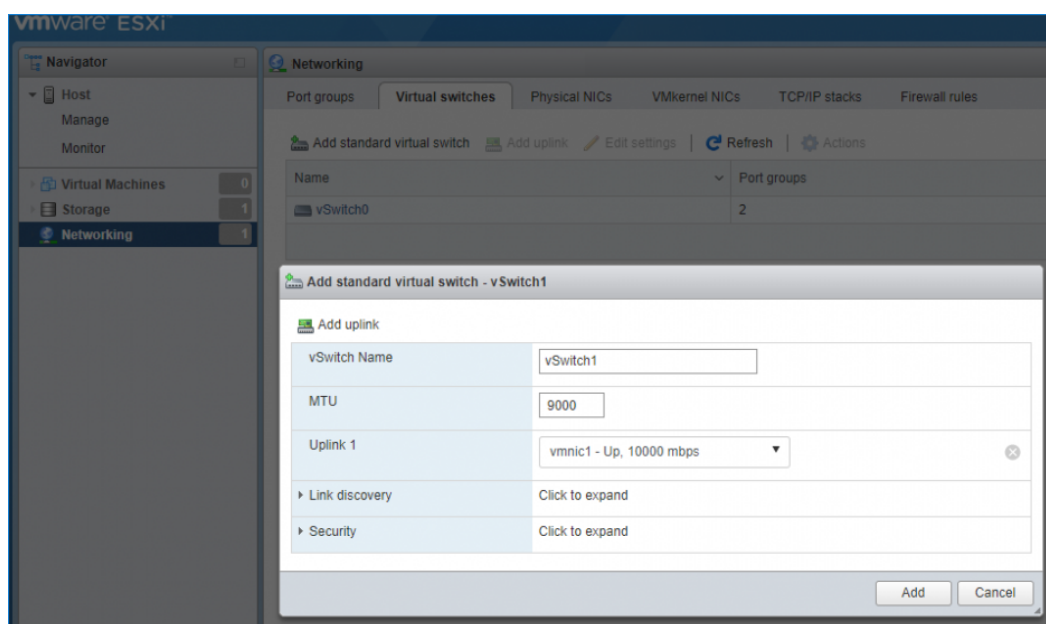 vmware ESXi™
Navigator
Networking
Host
Manage
Monitor
Virtual Machines 0
Storage 1
Networking 1
Port groups Virtual switches Physical NICs VMkernel NICs TCP/IP stacks Firewall rules
Add standard virtual switch Add uplink Edit settings Refresh Actions
Name Port groups
vSwitch0 2
Add standard virtual switch - vSwitch1
Add uplink
vSwitch Name vSwitch1
MTU 9000
Uplink 1 vmnic1 - Up, 10000 mbps
Link discovery Click to expand
Security Click to expand
Add Cancel